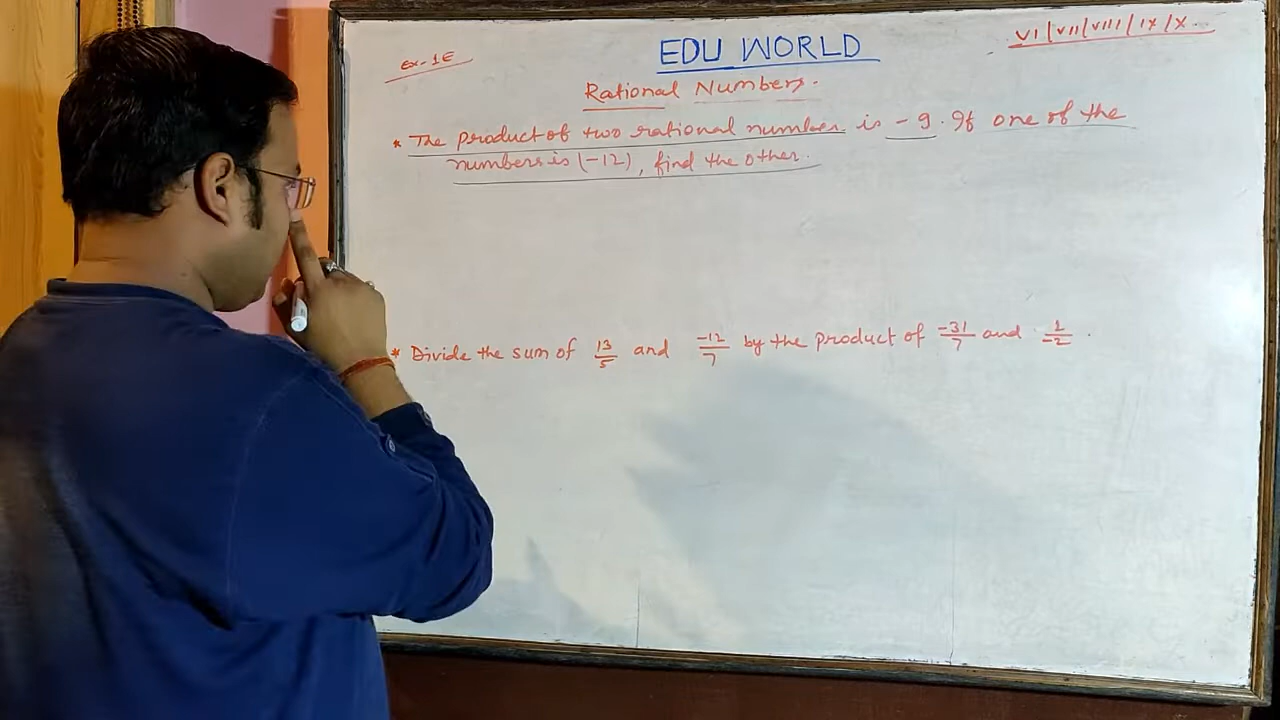 EX-1E
EDU WORLD
VI/VII/VIII/IX/X
Rational Numbers.
* The product of two rational number is -9. If one of the
numbers is (-12), find the other.
* Divide the sum of 13/5 and -12/7 by the product of -31/7 and 1/-2.